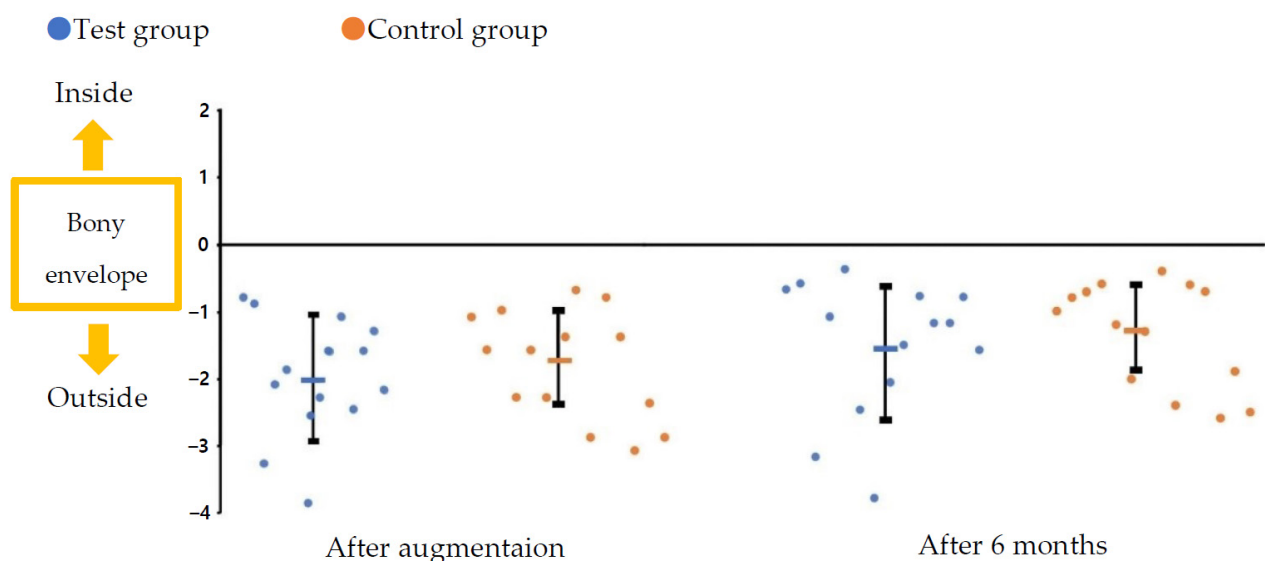 Test group
Control group
Inside
Bony
envelope
Outside
2
1
0
−1
−2
−3
−4
After augmentaion
After 6 months